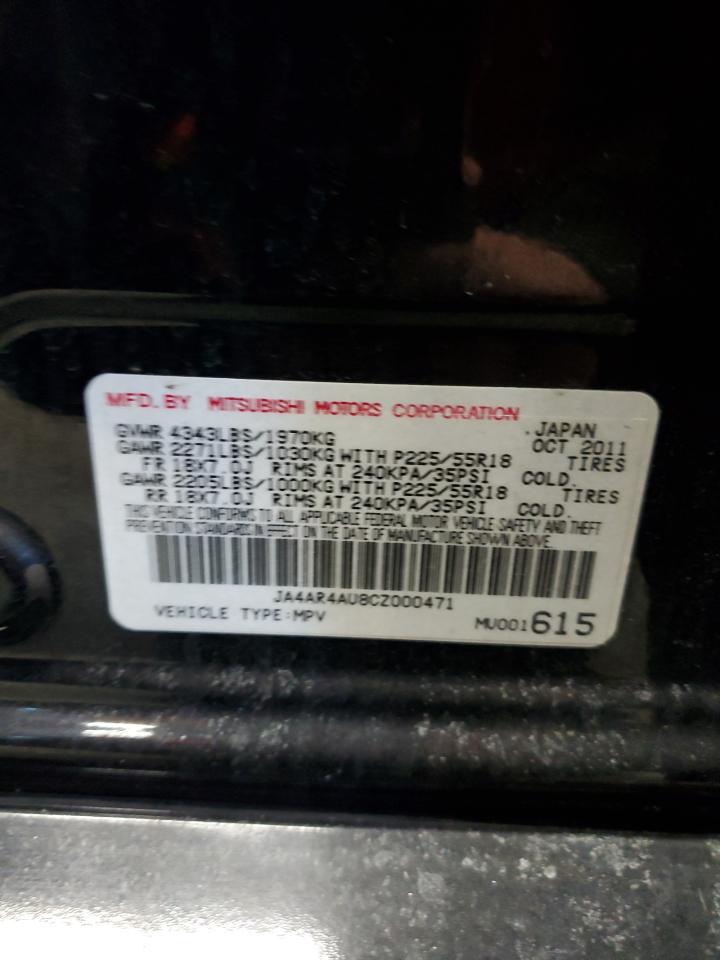 MFD. BY MITSUBISHI MOTORS CORPORATION .JAPAN
GVWR 4343LBS/1970KG OCT 2011
GAWR 2271LBS/1030KG WITH P225/55R18 TIRES
FR 18X7.0J RIMS AT 240KPA/35PSI COLD.
GAWR 2205LBS/1000KG WITH P225/55R18 TIRES
RR 18X7.0J RIMS AT 240KPA/35PSI COLD.
THIS VEHICLE CONFORMS TO ALL APPLICABLE FEDERAL MOTOR VEHICLE SAFETY AND THEFT
PREVENTION STANDARDS IN EFFECT ON THE DATE OF MANUFACTURE SHOWN ABOVE.
JA4AR4AU8CZ000471
VEHICLE TYPE:MPV MU001615